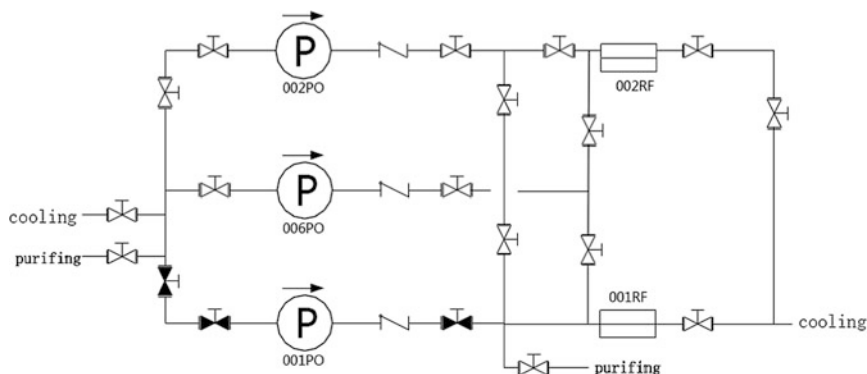 P
002PO
002RF
P
cooling
006PO
purifing
001RF
P
cooling
001PO
purifing